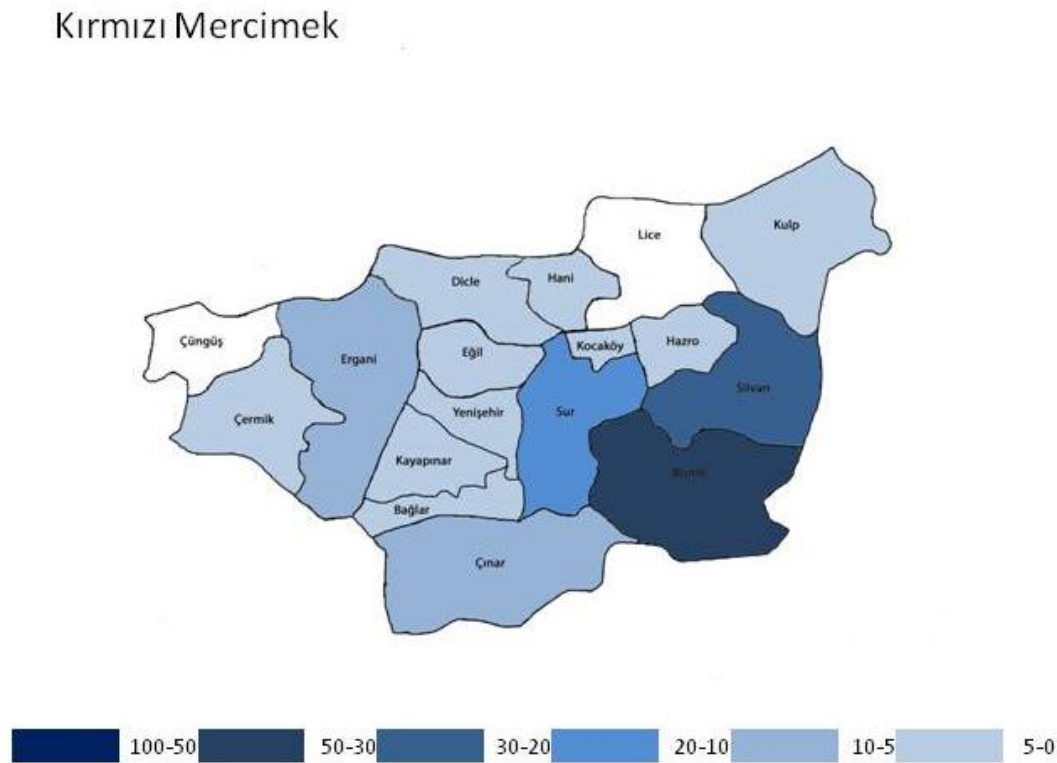 Kırmızı Mercimek
Lice
Kulp
Dicle
Hani
Çüngüş
Ergani
Eğil
Kocaköy
Hazro
Silvan
Çermik
Yenişehir
Sur
Kayapınar
Bismil
Bağlar
Çınar
100-50 50-30 30-20 20-10 10-5 5-0